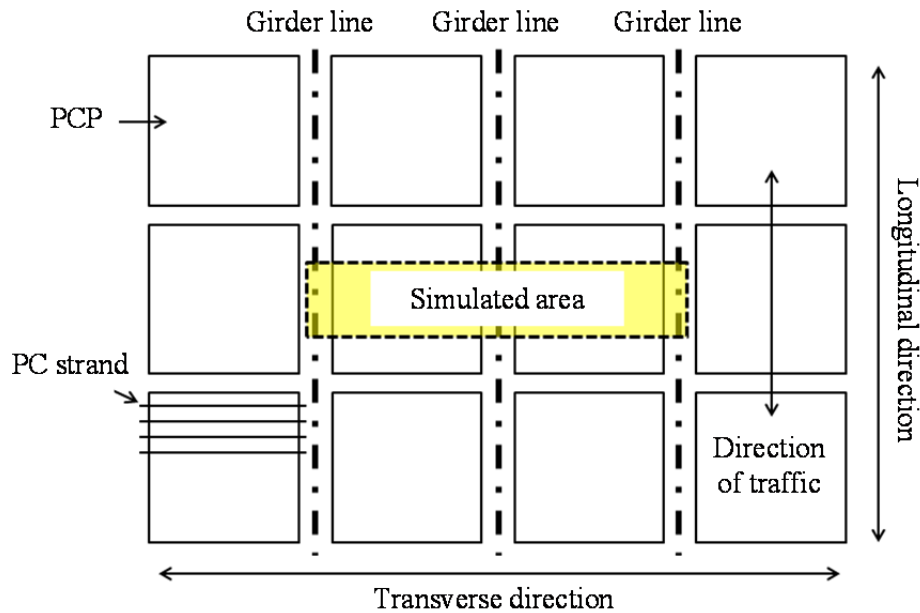 Girder line
Girder line
Girder line
PCP
Longitudinal direction
Simulated area
PC strand
Direction
of traffic
Transverse direction